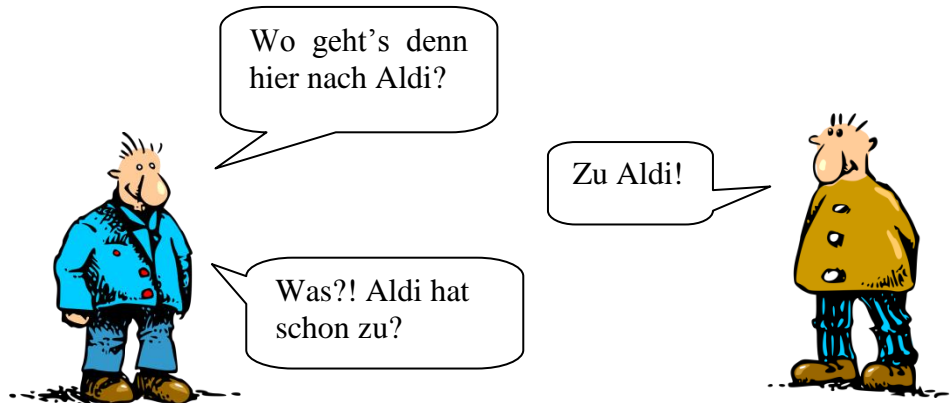 Wo geht’s denn
hier nach Aldi?
Zu Aldi!
Was?! Aldi hat
schon zu?